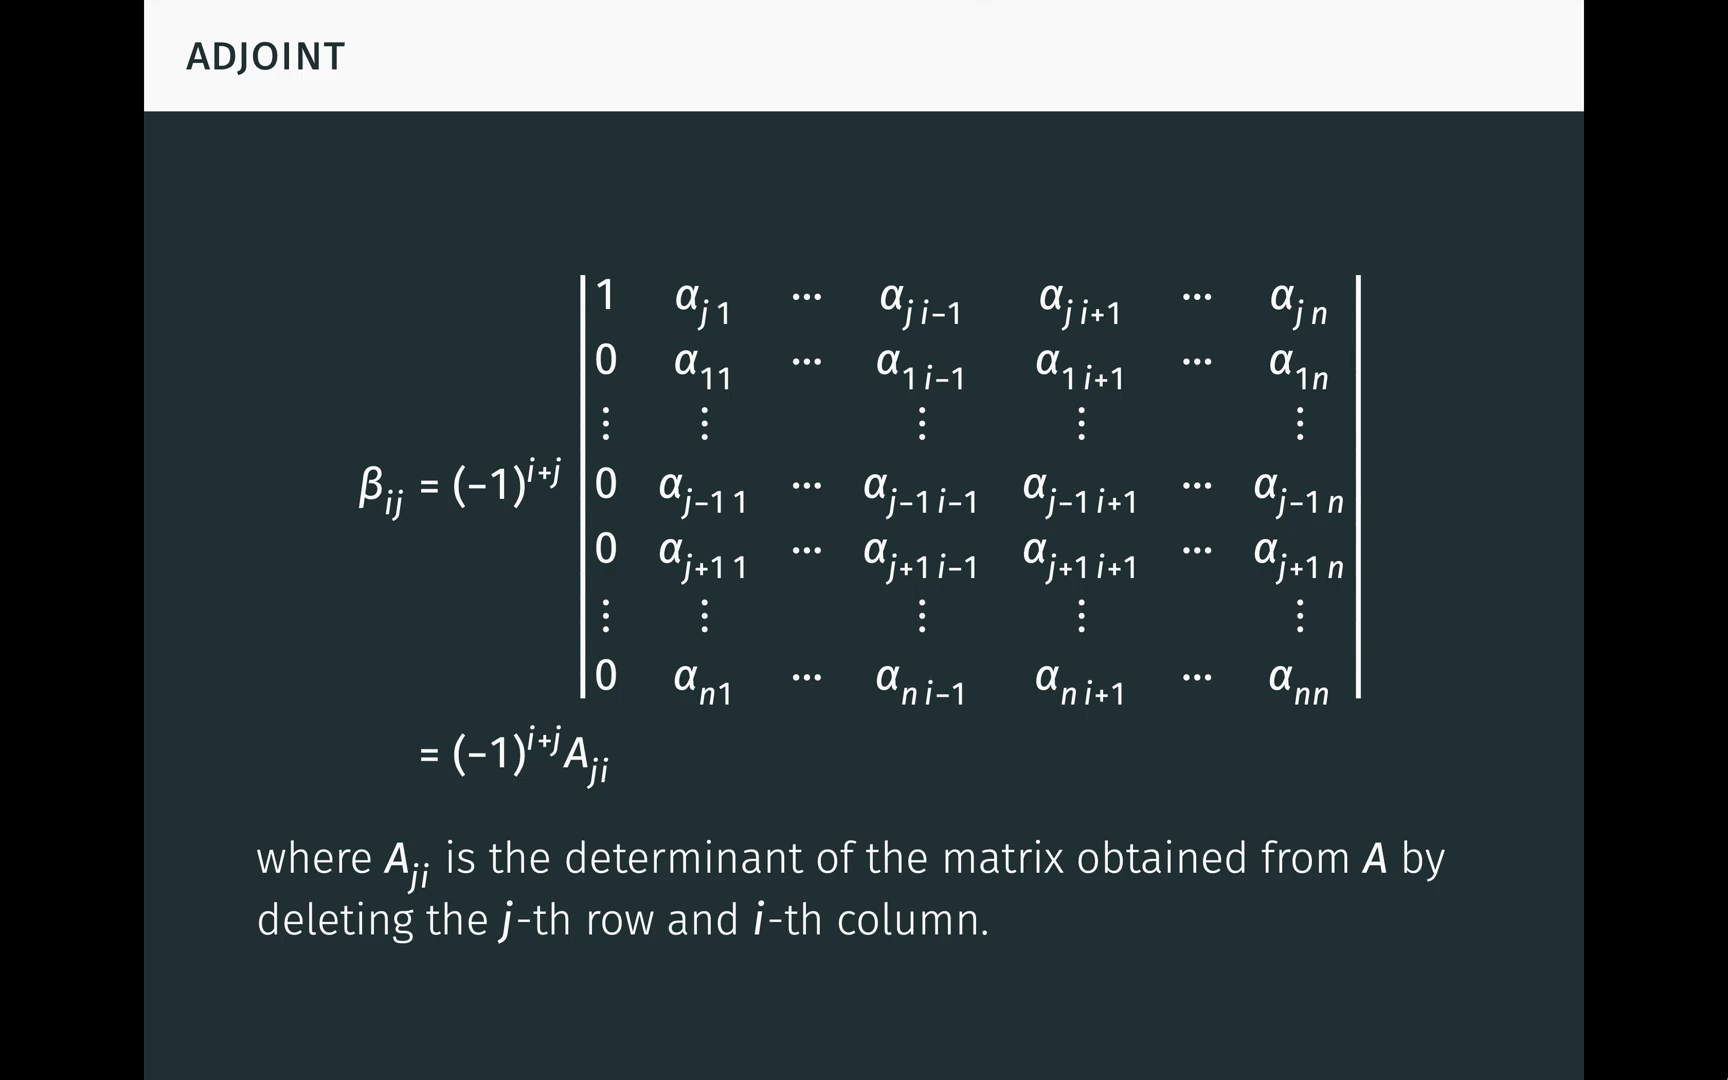 ADJOINT
1 α_{j 1} ⋯ α_{j i−1} α_{j i+1} ⋯ α_{j n}
0 α_{11} ⋯ α_{1 i−1} α_{1 i+1} ⋯ α_{1n}
⋮ ⋮ ⋮ ⋮ ⋮
β_{ij} = (−1)^{i+j} 0 α_{j−1 1} ⋯ α_{j−1 i−1} α_{j−1 i+1} ⋯ α_{j−1 n}
0 α_{j+1 1} ⋯ α_{j+1 i−1} α_{j+1 i+1} ⋯ α_{j+1 n}
⋮ ⋮ ⋮ ⋮ ⋮
0 α_{n1} ⋯ α_{n i−1} α_{n i+1} ⋯ α_{nn}
= (−1)^{i+j} A_{ji}
where A_{ji} is the determinant of the matrix obtained from A by
deleting the j-th row and i-th column.